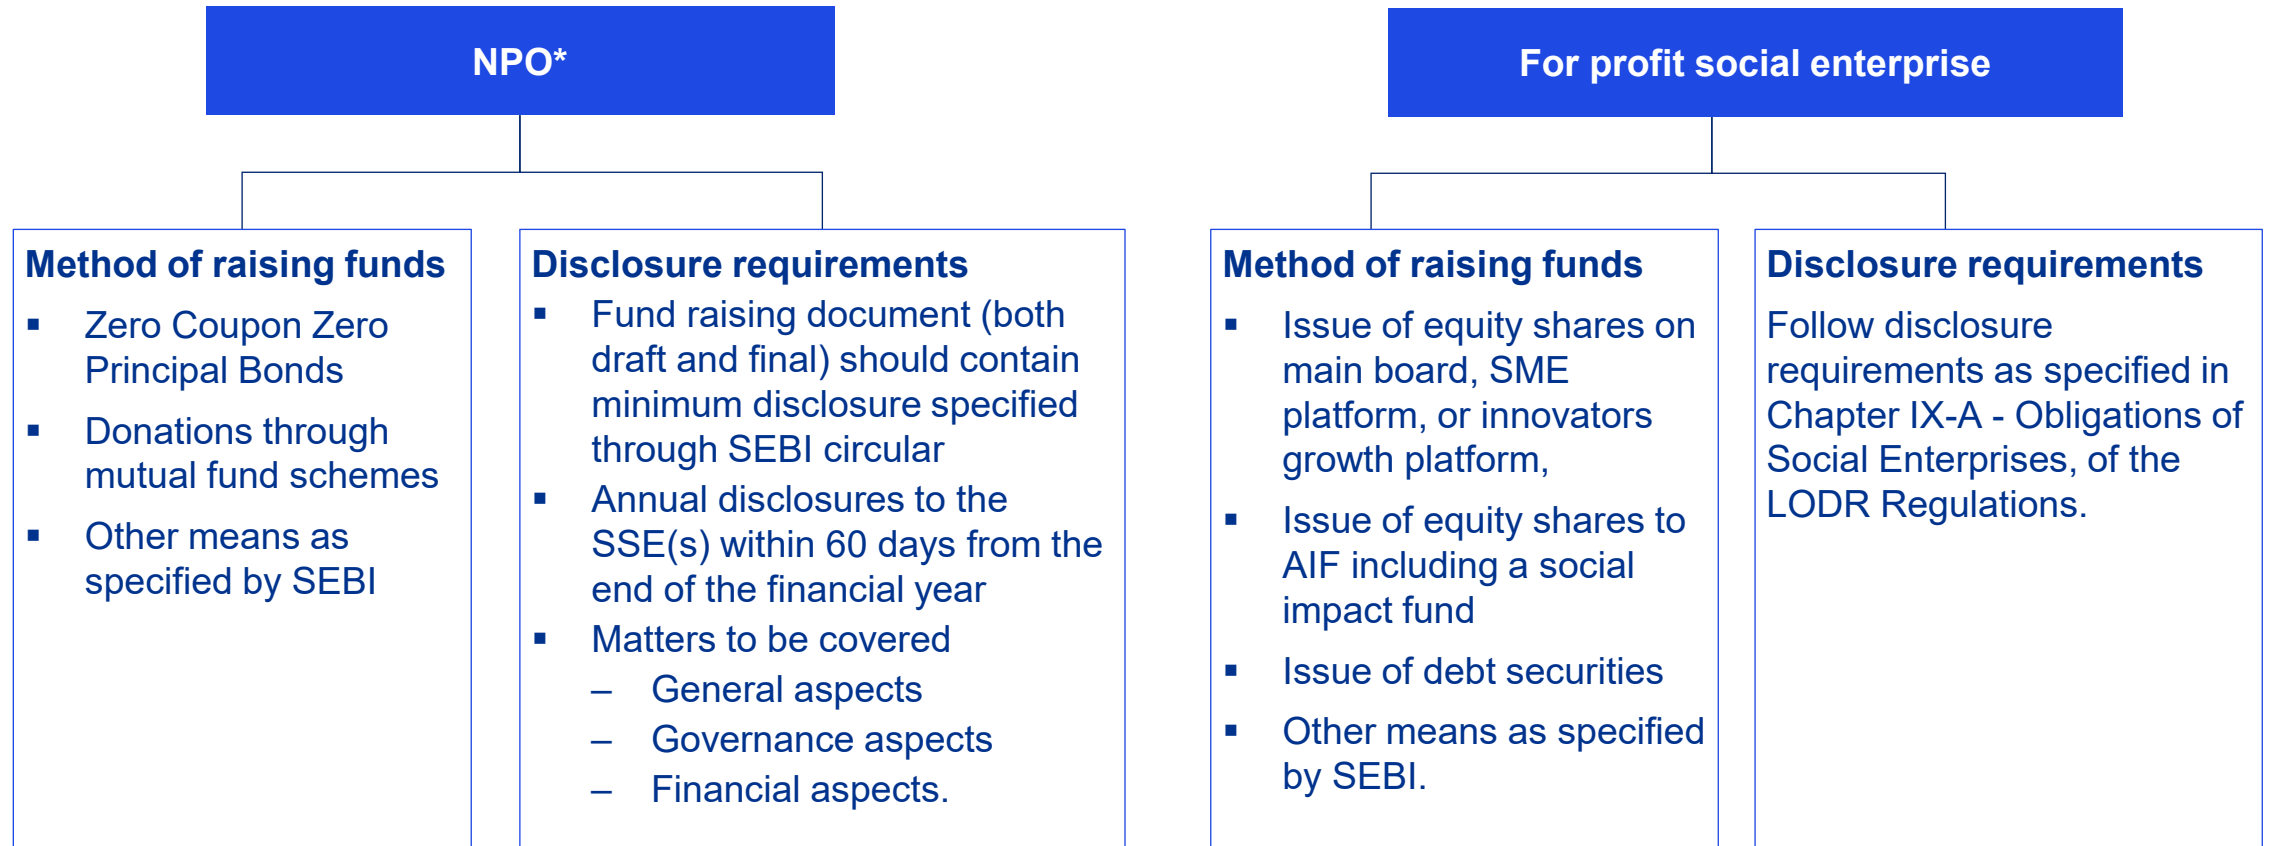 NPO*
Method of raising funds
▪ Zero Coupon Zero
Principal Bonds
▪ Donations through
mutual fund schemes
▪ Other means as
specified by SEBI
Disclosure requirements
▪ Fund raising document (both
draft and final) should contain
minimum disclosure specified
through SEBI circular
▪ Annual disclosures to the
SSE(s) within 60 days from the
end of the financial year
▪ Matters to be covered
– General aspects
– Governance aspects
– Financial aspects.
For profit social enterprise
Method of raising funds
▪ Issue of equity shares on
main board, SME
platform, or innovators
growth platform,
▪ Issue of equity shares to
AIF including a social
impact fund
▪ Issue of debt securities
▪ Other means as specified
by SEBI.
Disclosure requirements
Follow disclosure
requirements as specified in
Chapter IX-A - Obligations of
Social Enterprises, of the
LODR Regulations.